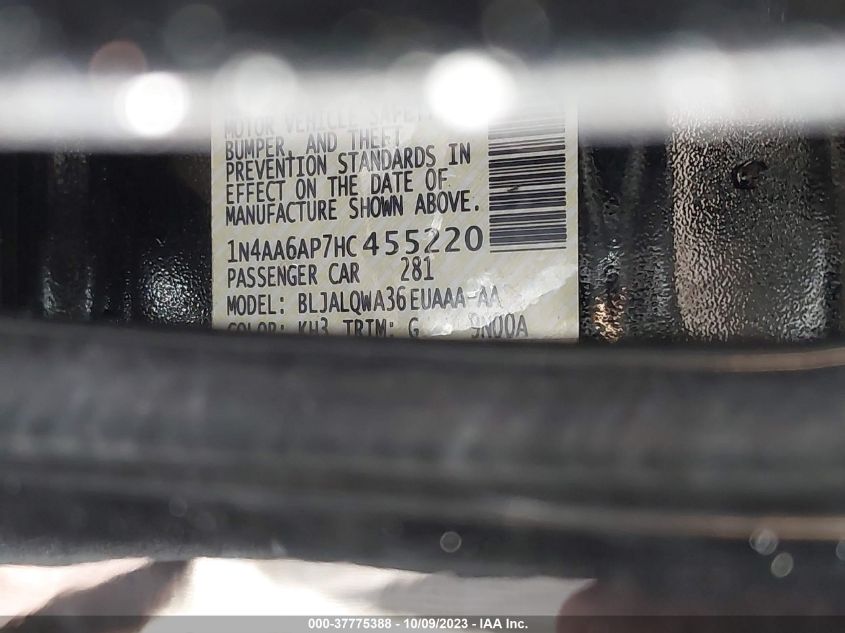 MOTOR VEHICLE SAFETY,
BUMPER, AND THEFT
PREVENTION STANDARDS IN
EFFECT ON THE DATE OF
MANUFACTURE SHOWN ABOVE.
1N4AA6AP7HC455220
PASSENGER CAR 281
MODEL: BLJALQWA36EUAAA-AA
COLOR: KH3 TRIM: G 9N00A
000-37775388 - 10/09/2023 - IAA Inc.